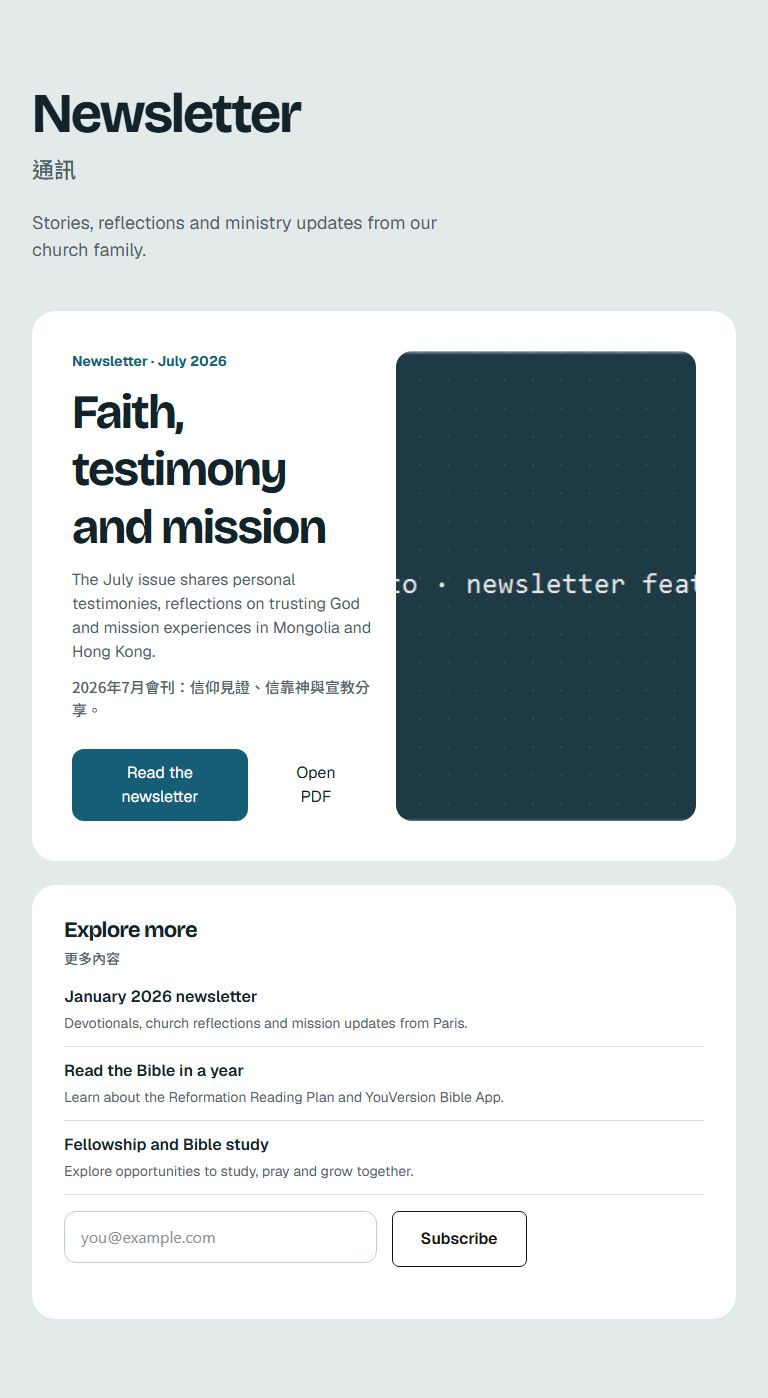 Newsletter
通訊
Stories, reflections and ministry updates from our
church family.
Newsletter · July 2026
Faith,
testimony
and mission
The July issue shares personal
testimonies, reflections on trusting God
and mission experiences in Mongolia and
Hong Kong.
2026年7月會刊：信仰見證、信靠神與宣教分
享。
Read the
newsletter
Open
PDF
to · newsletter feat
Explore more
更多內容
January 2026 newsletter
Devotionals, church reflections and mission updates from Paris.
Read the Bible in a year
Learn about the Reformation Reading Plan and YouVersion Bible App.
Fellowship and Bible study
Explore opportunities to study, pray and grow together.
you@example.com
Subscribe